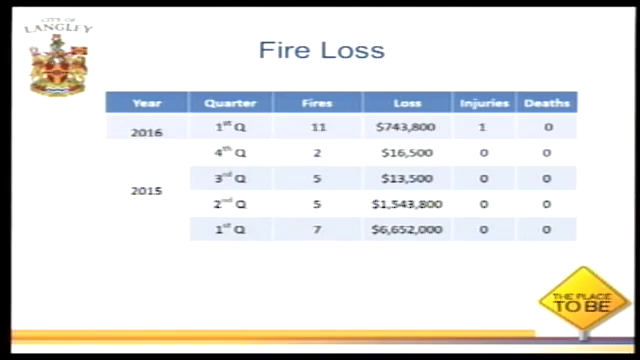 CITY OF
LANGLEY
Fire Loss
Year Quarter Fires Loss Injuries Deaths
2016 1st Q 11 $743,800 1 0
4th Q 2 $16,500 0 0
2015 3rd Q 5 $13,500 0 0
2nd Q 5 $1,543,800 0 0
1st Q 7 $6,652,000 0 0
THE PLACE
TO BE